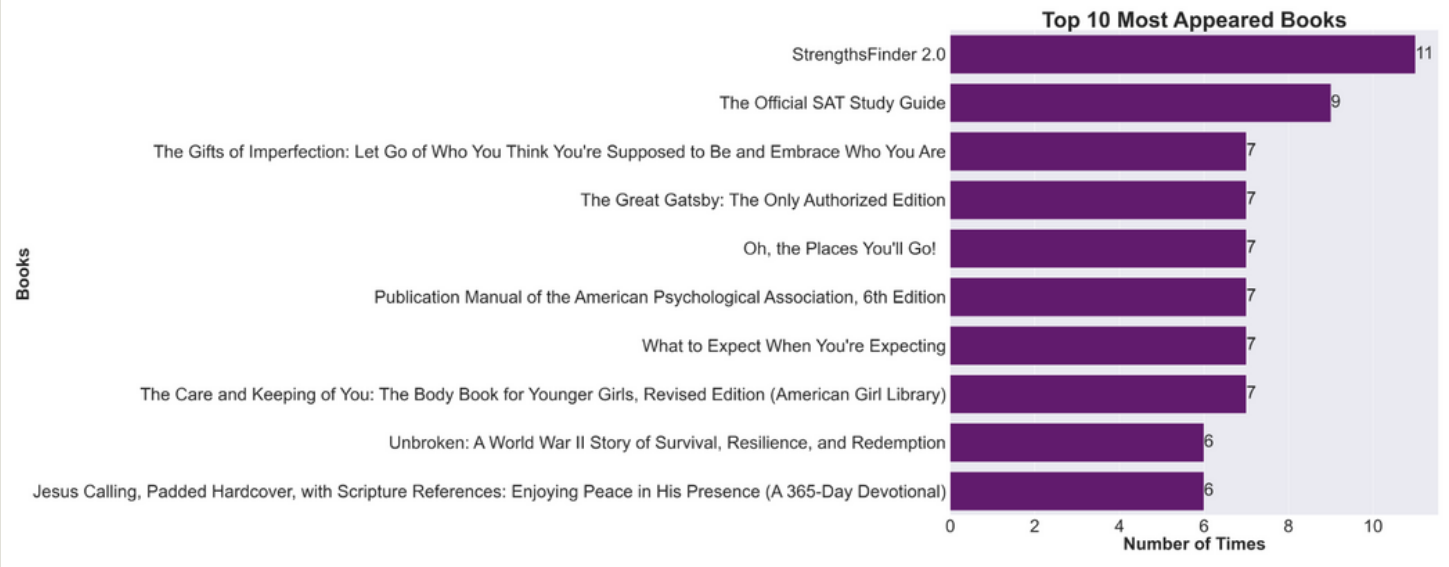 Top 10 Most Appeared Books
StrengthsFinder 2.0 11
The Official SAT Study Guide 9
The Gifts of Imperfection: Let Go of Who You Think You're Supposed to Be and Embrace Who You Are 7
The Great Gatsby: The Only Authorized Edition 7
Oh, the Places You'll Go! 7
Books
Publication Manual of the American Psychological Association, 6th Edition 7
What to Expect When You're Expecting 7
The Care and Keeping of You: The Body Book for Younger Girls, Revised Edition (American Girl Library) 7
Unbroken: A World War II Story of Survival, Resilience, and Redemption 6
Jesus Calling, Padded Hardcover, with Scripture References: Enjoying Peace in His Presence (A 365-Day Devotional) 6
0 2 4 6 8 10
Number of Times